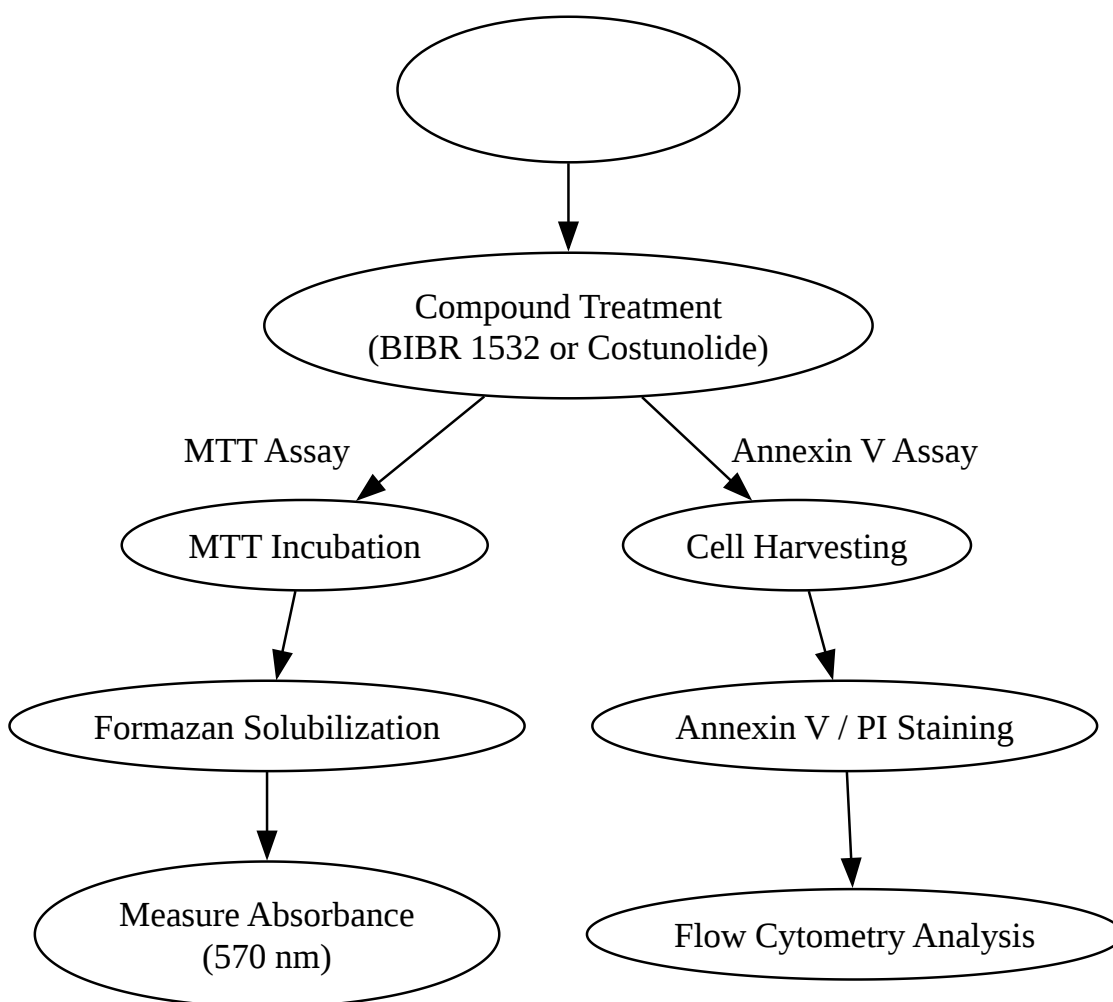 Compound Treatment
(BIBR 1532 or Costunolide)
MTT Assay
Annexin V Assay
MTT Incubation
Cell Harvesting
Formazan Solubilization
Annexin V / PI Staining
Measure Absorbance
(570 nm)
Flow Cytometry Analysis